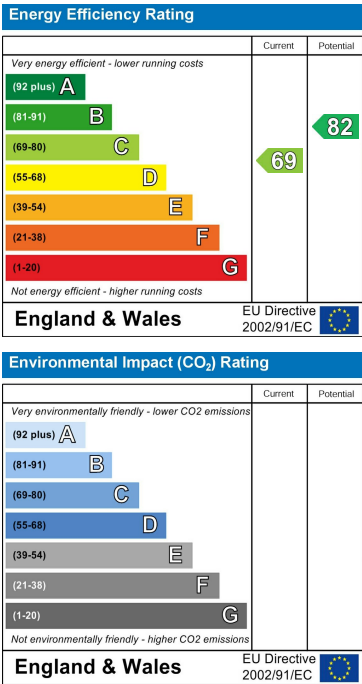 Energy Efficiency Rating
Current Potential
Very energy efficient - lower running costs
(92 plus) A
(81-91) B
(69-80) C
(55-68) D
(39-54) E
(21-38) F
(1-20) G
69
82
Not energy efficient - higher running costs
England & Wales
EU Directive
2002/91/EC
Environmental Impact (CO₂) Rating
Current Potential
Very environmentally friendly - lower CO2 emissions
(92 plus) A
(81-91) B
(69-80) C
(55-68) D
(39-54) E
(21-38) F
(1-20) G
Not environmentally friendly - higher CO2 emissions
England & Wales
EU Directive
2002/91/EC